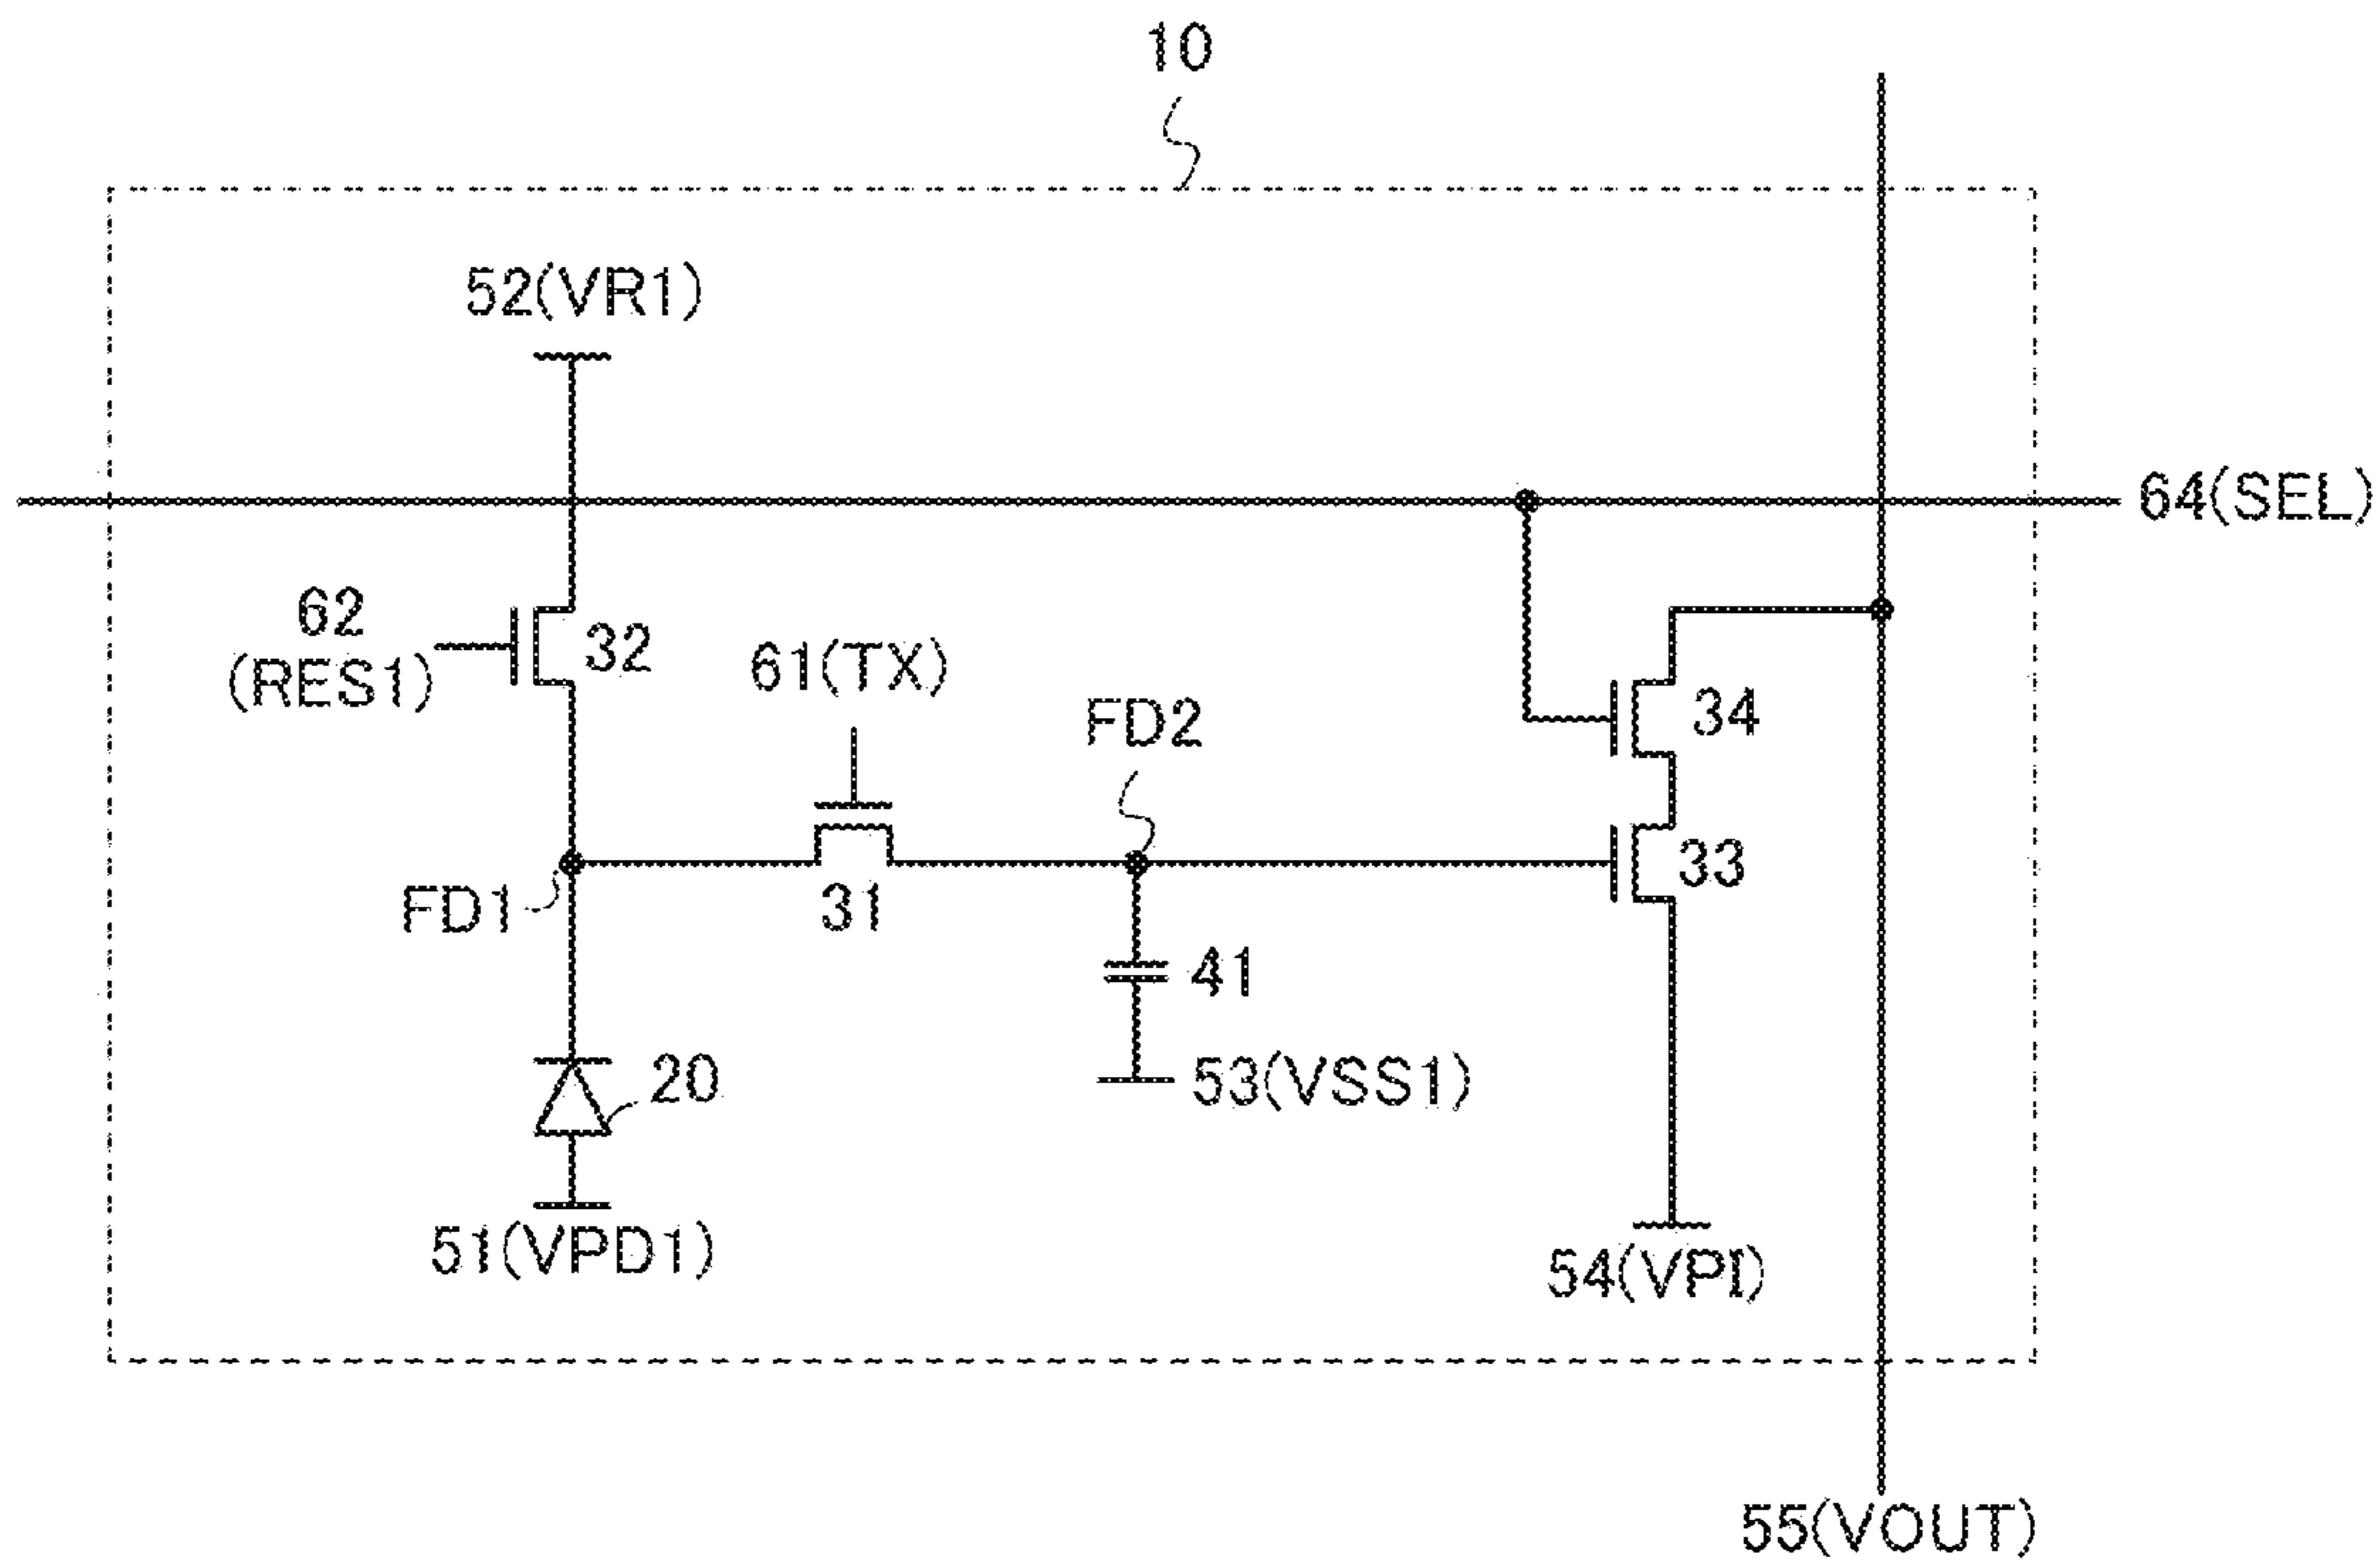 10
52(VR1)
64(SEL)
62
(RES1)
32
61(TX)
FD2
34
33
FD1
31
41
20
53(VSS1)
51(VPD1)
54(VPI)
55(VOUT)